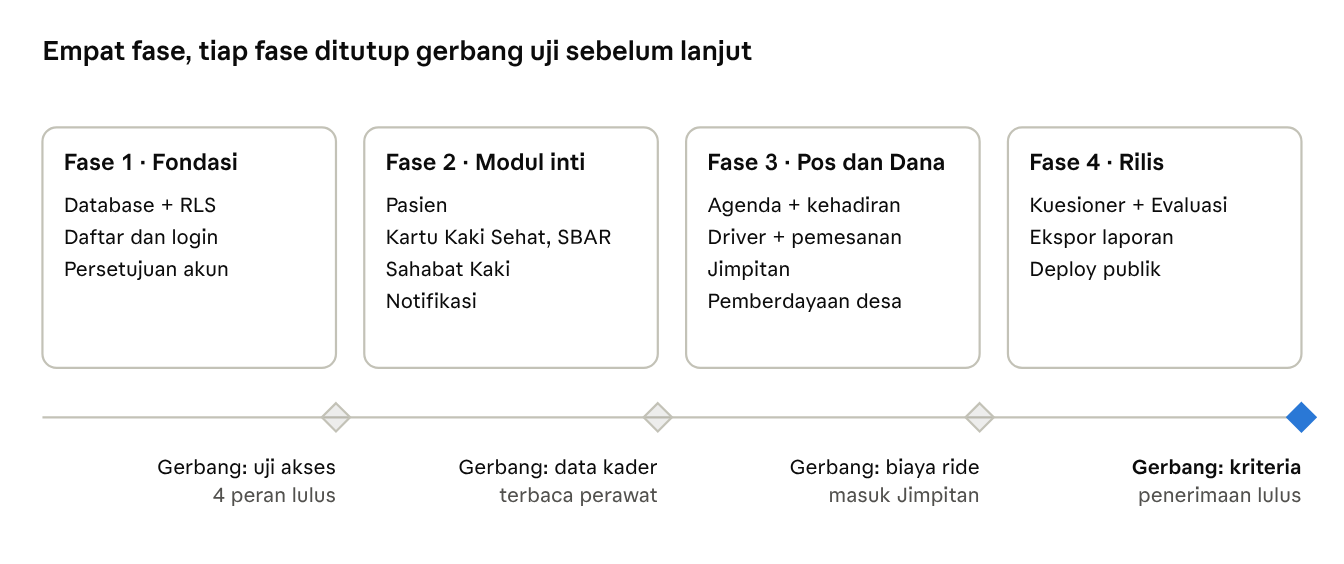 Empat fase, tiap fase ditutup gerbang uji sebelum lanjut
Fase 1 · Fondasi
Database + RLS
Daftar dan login
Persetujuan akun
Fase 2 · Modul inti
Pasien
Kartu Kaki Sehat, SBAR
Sahabat Kaki
Notifikasi
Fase 3 · Pos dan Dana
Agenda + kehadiran
Driver + pemesanan
Jimpitan
Pemberdayaan desa
Fase 4 · Rilis
Kuesioner + Evaluasi
Ekspor laporan
Deploy publik
Gerbang: uji akses
4 peran lulus
Gerbang: data kader
terbaca perawat
Gerbang: biaya ride
masuk Jimpitan
Gerbang: kriteria
penerimaan lulus